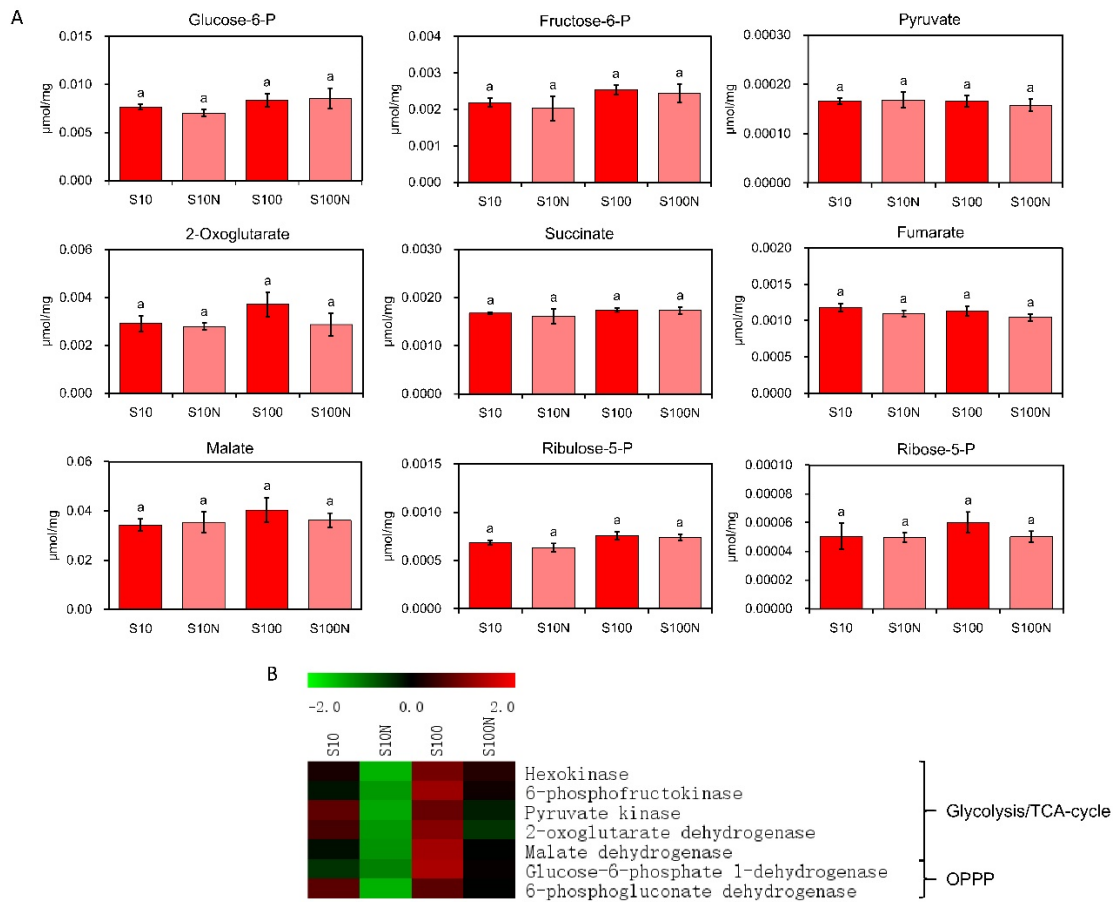 A
Glucose-6-P
Fructose-6-P
Pyruvate
0.015
0.010
0.005
0.000
µmol/mg
a a a a
S10 S10N S100 S100N
0.004
0.003
0.002
0.001
0.000
µmol/mg
a a a a
S10 S10N S100 S100N
0.00030
0.00020
0.00010
0.00000
µmol/mg
a a a a
S10 S10N S100 S100N
2-Oxoglutarate
Succinate
Fumarate
0.006
0.004
0.002
0.000
µmol/mg
a a a a
S10 S10N S100 S100N
0.0030
0.0020
0.0010
0.0000
µmol/mg
a a a a
S10 S10N S100 S100N
0.0020
0.0015
0.0010
0.0005
0.0000
µmol/mg
a a a a
S10 S10N S100 S100N
Malate
Ribulose-5-P
Ribose-5-P
0.06
0.04
0.02
0.00
µmol/mg
a a a a
S10 S10N S100 S100N
0.0015
0.0010
0.0005
0.0000
µmol/mg
a a a a
S10 S10N S100 S100N
0.00010
0.00008
0.00006
0.00004
0.00002
0.00000
µmol/mg
a a a a
S10 S10N S100 S100N
B
-2.0 0.0 2.0
S10 S10N S100 S100N
Hexokinase
6-phosphofructokinase
Pyruvate kinase
2-oxoglutarate dehydrogenase
Malate dehydrogenase
Glucose-6-phosphate 1-dehydrogenase
6-phosphogluconate dehydrogenase
Glycolysis/TCA-cycle
OPPP